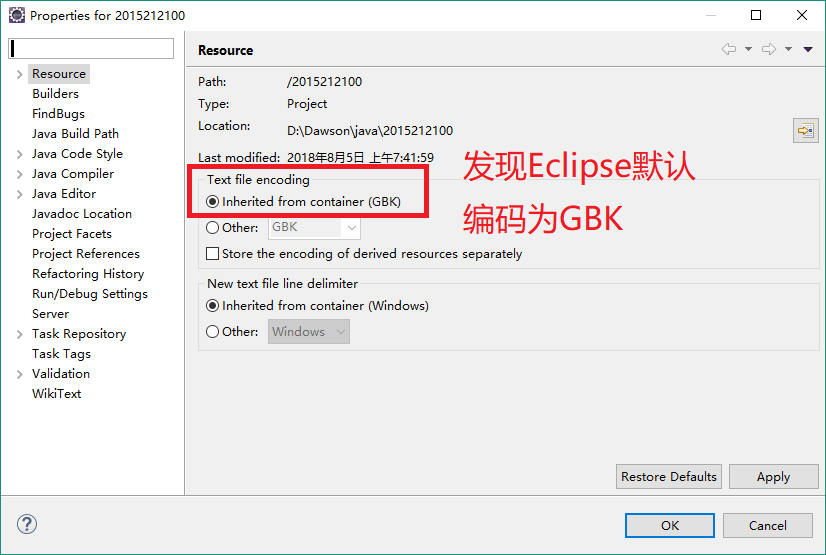 Properties for 2015212100
Resource
Builders
FindBugs
Java Build Path
Java Code Style
Java Compiler
Java Editor
Javadoc Location
Project Facets
Project References
Refactoring History
Run/Debug Settings
Server
Task Repository
Task Tags
Validation
WikiText
Resource
Path: /2015212100
Type: Project
Location: D:\Dawson\java\2015212100
Last modified: 2018年8月5日 上午7:41:59
Text file encoding
Inherited from container (GBK)
Other: GBK
Store the encoding of derived resources separately
发现Eclipse默认
编码为GBK
New text file line delimiter
Inherited from container (Windows)
Other: Windows
Restore Defaults Apply
? OK Cancel